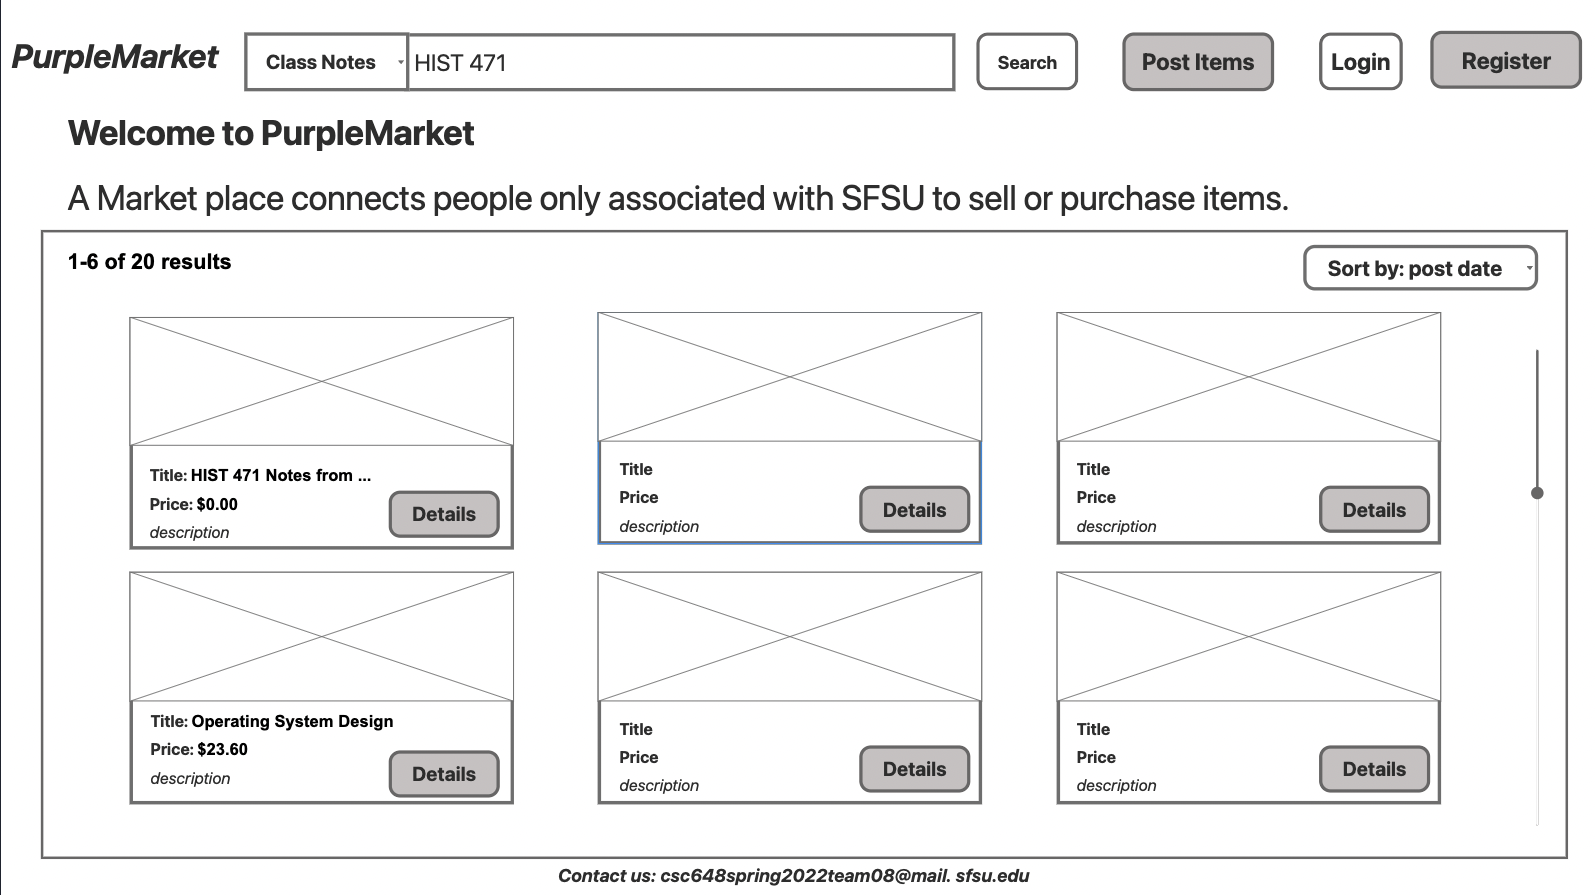 PurpleMarket
Class Notes
HIST 471
Search
Post Items
Login
Register
Welcome to PurpleMarket
A Market place connects people only associated with SFSU to sell or purchase items.
1-6 of 20 results
Sort by: post date
Title: HIST 471 Notes from ...
Price: $0.00
description
Details
Title
Price
description
Details
Title
Price
description
Details
Title: Operating System Design
Price: $23.60
description
Details
Title
Price
description
Details
Title
Price
description
Details
Contact us: csc648spring2022team08@mail. sfsu.edu